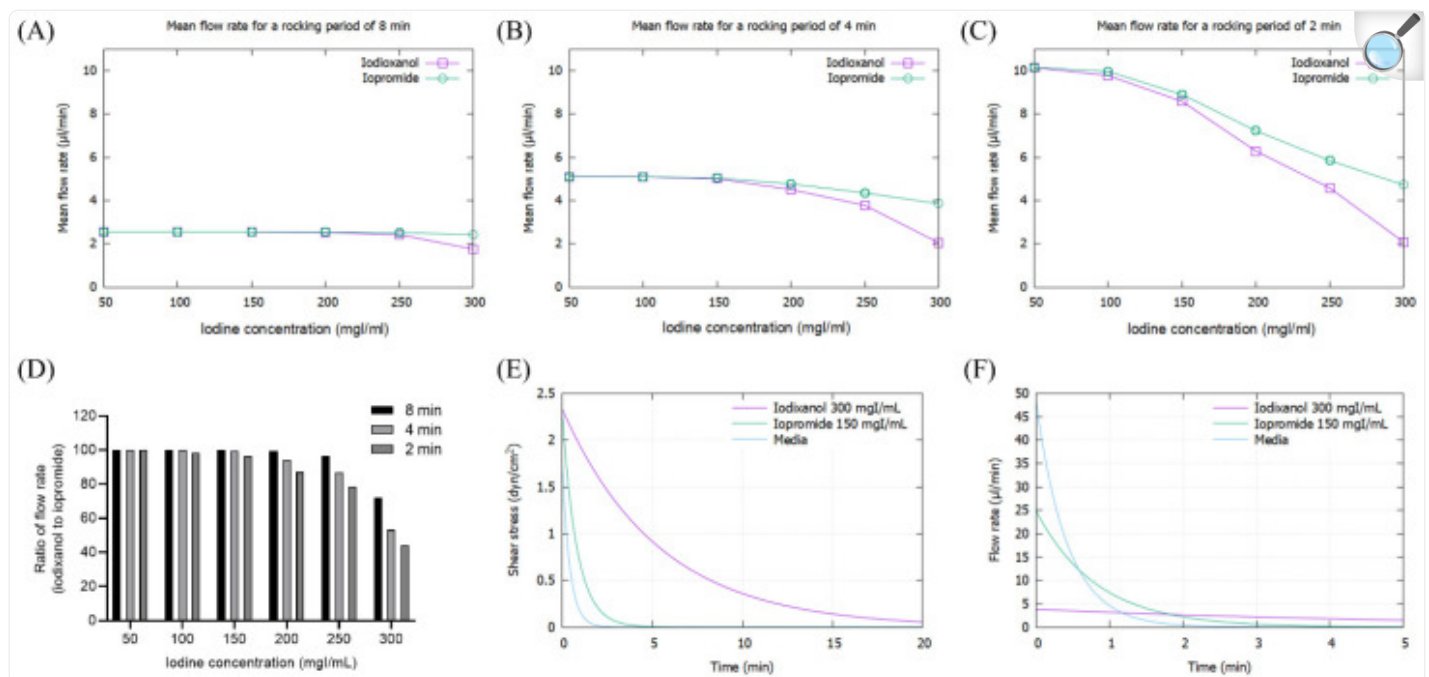 (A)
Mean flow rate for a rocking period of 8 min
Iodioxanol
Iopromide
Mean flow rate (µl/min)
10
8
6
4
2
0
50 100 150 200 250 300
Iodine concentration (mgI/ml)
(B)
Mean flow rate for a rocking period of 4 min
Iodioxanol
Iopromide
Mean flow rate (µl/min)
10
8
6
4
2
0
50 100 150 200 250 300
Iodine concentration (mgI/ml)
(C)
Mean flow rate for a rocking period of 2 min
Iodioxanol
Iopromide
Mean flow rate (µl/min)
10
8
6
4
2
0
50 100 150 200 250 300
Iodine concentration (mgI/ml)
(D)
8 min
4 min
2 min
Ratio of flow rate
(iodixanol to iopromide)
120
100
80
60
40
20
0
50 100 150 200 250 300
Iodine concentration (mgI/mL)
(E)
Iodixanol 300 mgI/mL
Iopromide 150 mgI/mL
Media
Shear stress (dyn/cm²)
2.5
2
1.5
1
0.5
0
0 5 10 15 20
Time (min)
(F)
Iodixanol 300 mgI/mL
Iopromide 150 mgI/mL
Media
Flow rate (µl/min)
50
45
40
35
30
25
20
15
10
5
0
0 1 2 3 4 5
Time (min)